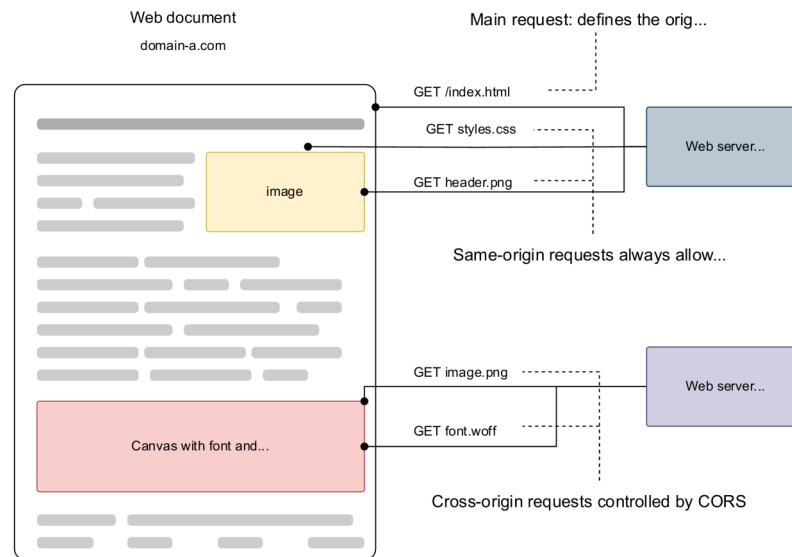 Web document
domain-a.com
Main request: defines the orig...
GET /index.html
GET styles.css
Web server...
image
GET header.png
Same-origin requests always allow...
GET image.png
Web server...
GET font.woff
Canvas with font and...
Cross-origin requests controlled by CORS